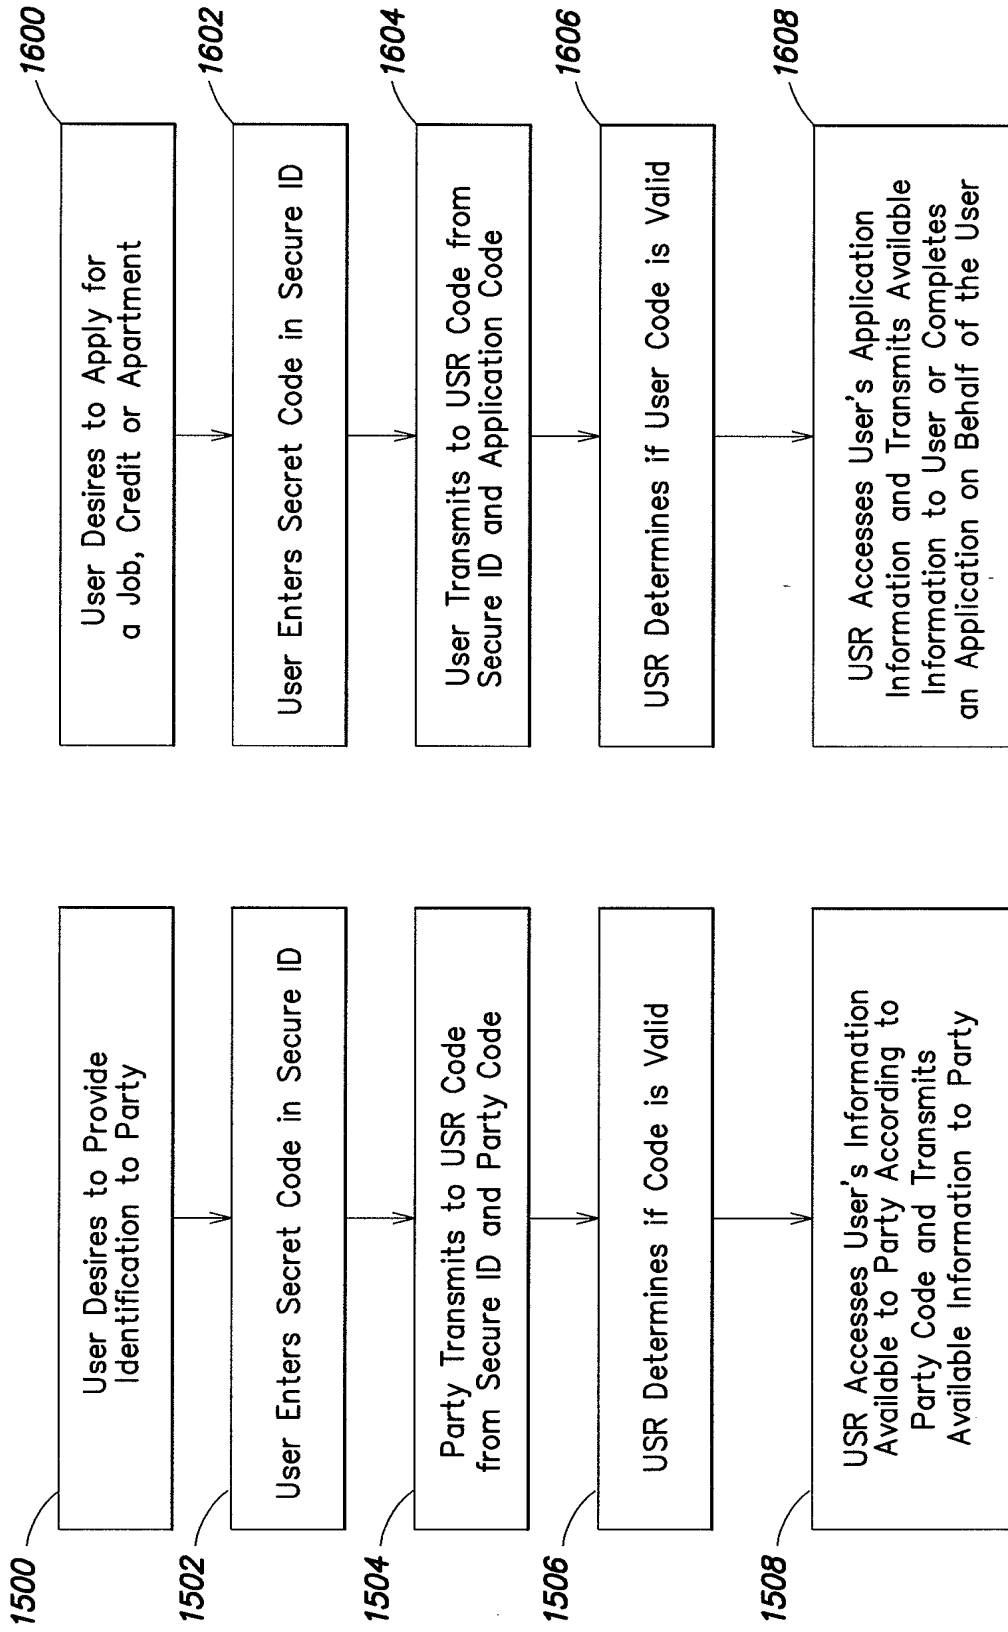 1500
User Desires to Provide
Identification to Party
1502
User Enters Secret Code in Secure ID
1504
Party Transmits to USR Code
from Secure ID and Party Code
1506
USR Determines if Code is Valid
1508
USR Accesses User's Information
Available to Party According to
Party Code and Transmits
Available Information to Party
1600
User Desires to Apply for
a Job, Credit or Apartment
1602
User Enters Secret Code in Secure ID
1604
User Transmits to USR Code from
Secure ID and Application Code
1606
USR Determines if User Code is Valid
1608
USR Accesses User's Application
Information and Transmits Available
Information to User or Completes
an Application on Behalf of the User